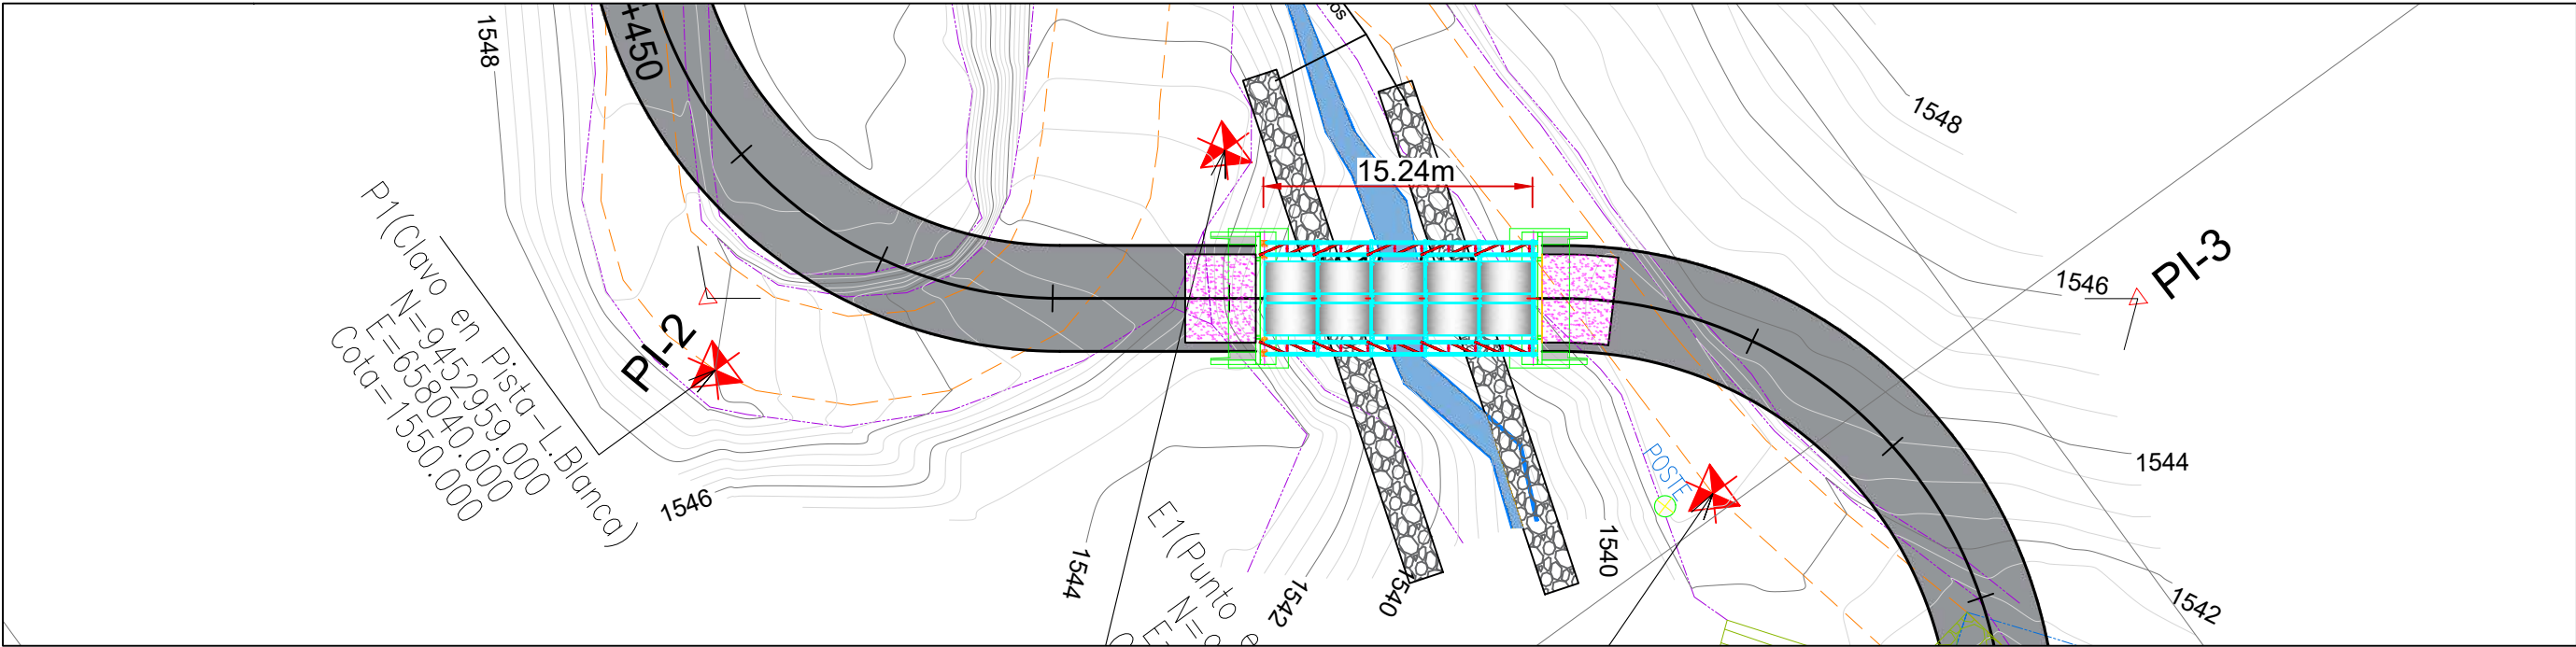 1548
+450
15.24m
1548
P1(Clavo en Pista-L.Blanca)
N=9452959.000
E=658040.000
Cota=1550.000
PI-2
PI-3
1546
1546
1544
POSTE
1544
E1(Punto e
N=9
1542
1540
1540
1542